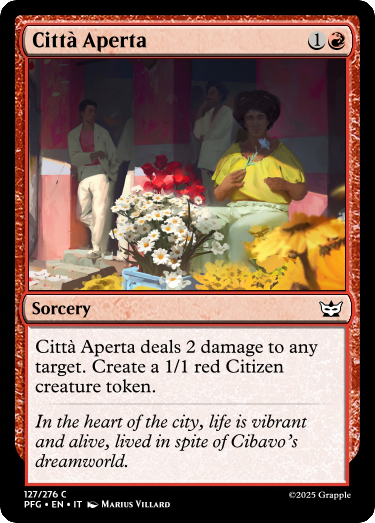 Città Aperta 1
Sorcery
Città Aperta deals 2 damage to any
target. Create a 1/1 red Citizen
creature token.
In the heart of the city, life is vibrant
and alive, lived in spite of Cibavo's
dreamworld.
127/276 C
PFG • EN • IT Marius Villard
©2025 Grapple